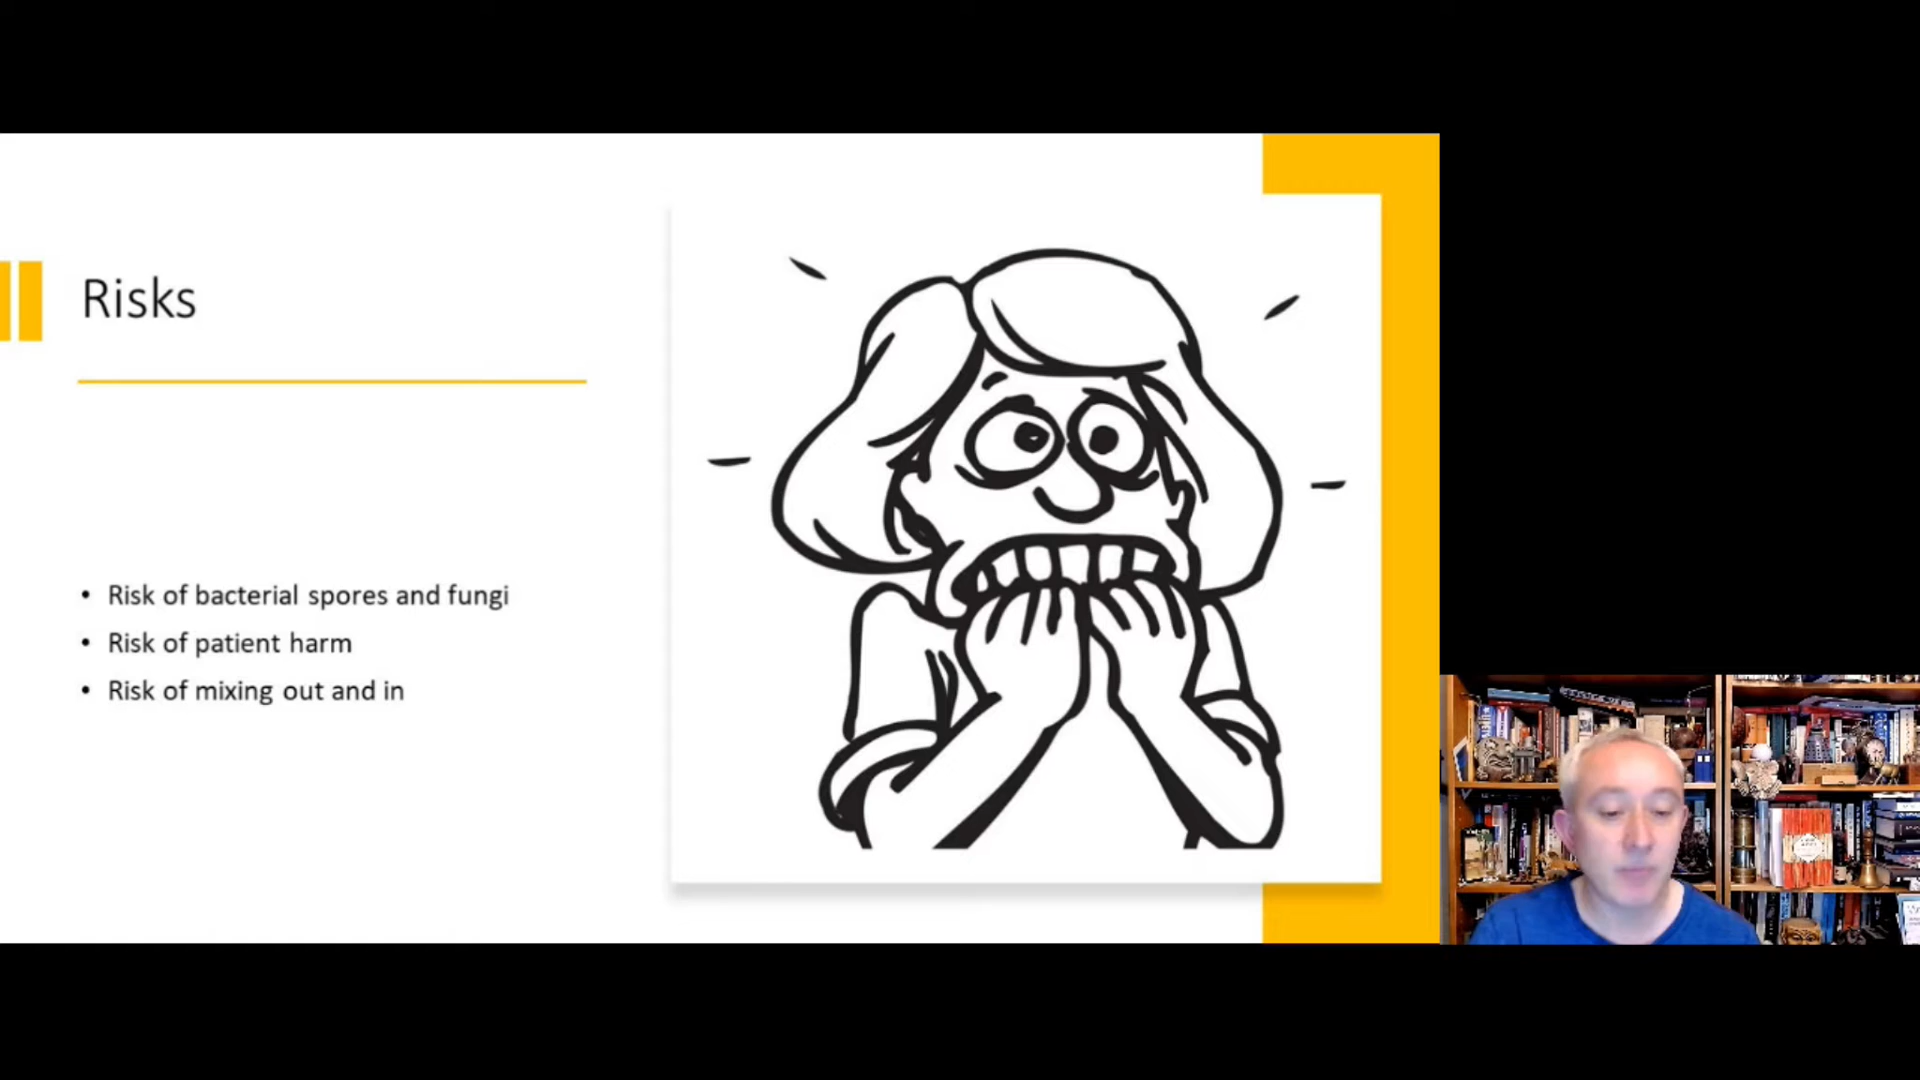 Risks
• Risk of bacterial spores and fungi
• Risk of patient harm
• Risk of mixing out and in